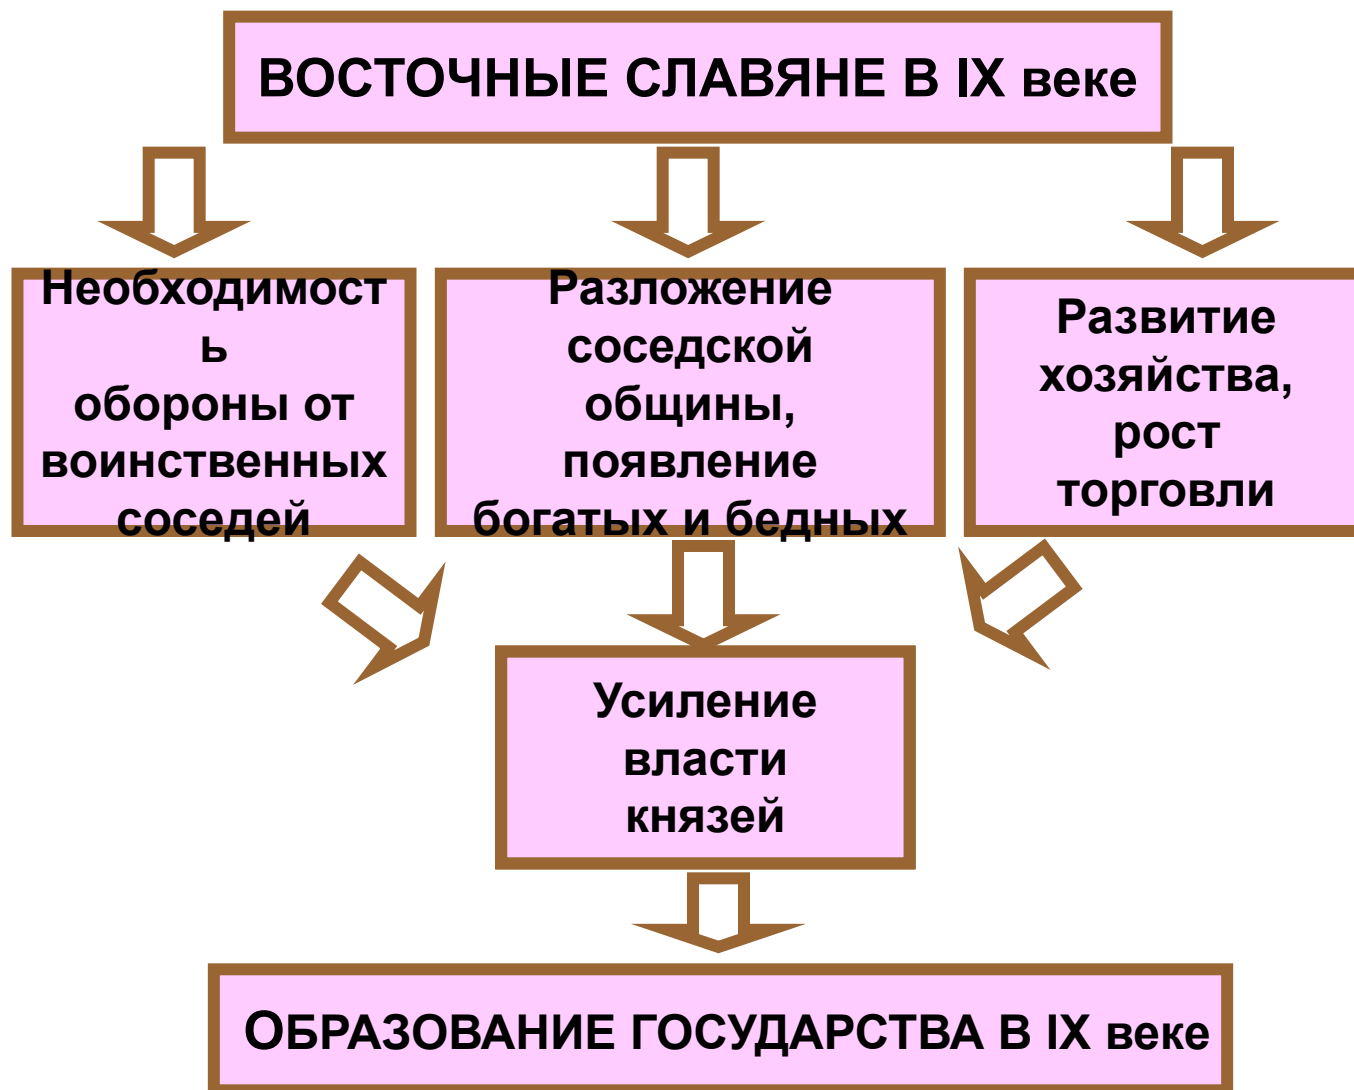 ВОСТОЧНЫЕ СЛАВЯНЕ В IX веке
Необходимост
ь
обороны от
воинственных
соседей
Разложение
соседской
общины,
появление
богатых и бедных
Развитие
хозяйства,
рост
торговли
Усиление
власти
князей
ОБРАЗОВАНИЕ ГОСУДАРСТВА В IX веке